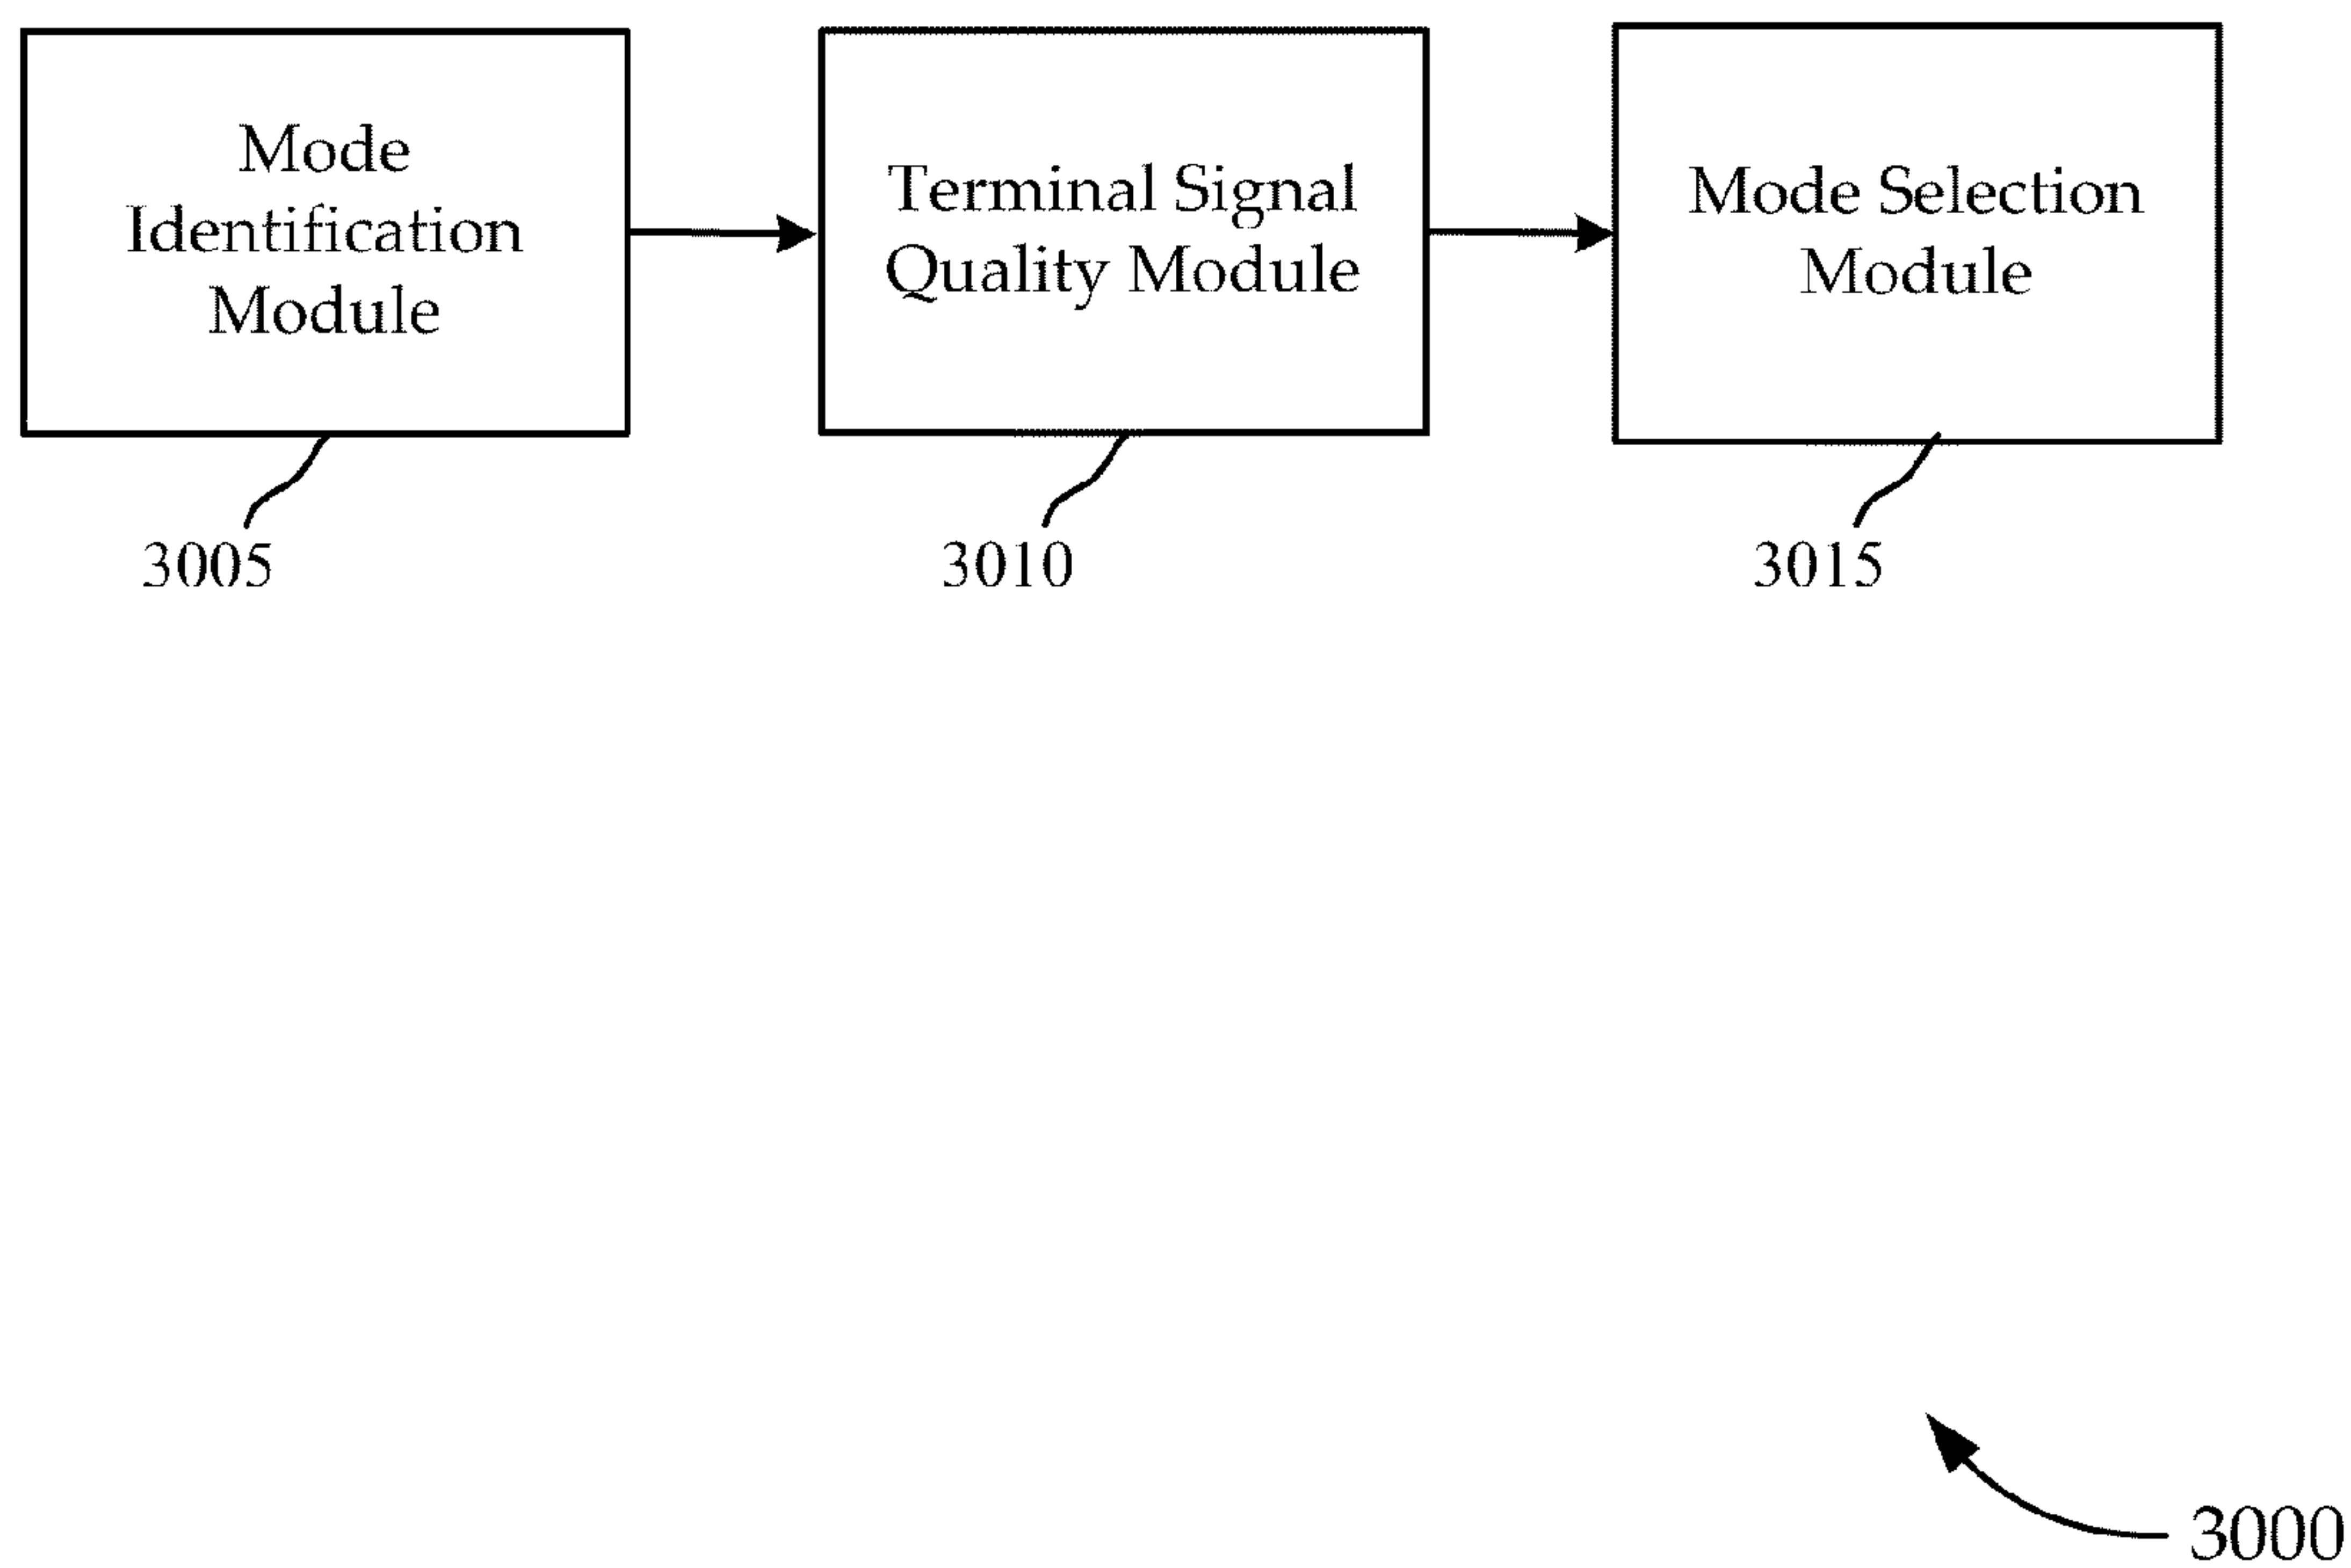 Mode
Identification
Module
Terminal Signal
Quality Module
Mode Selection
Module
3005
3010
3015
3000